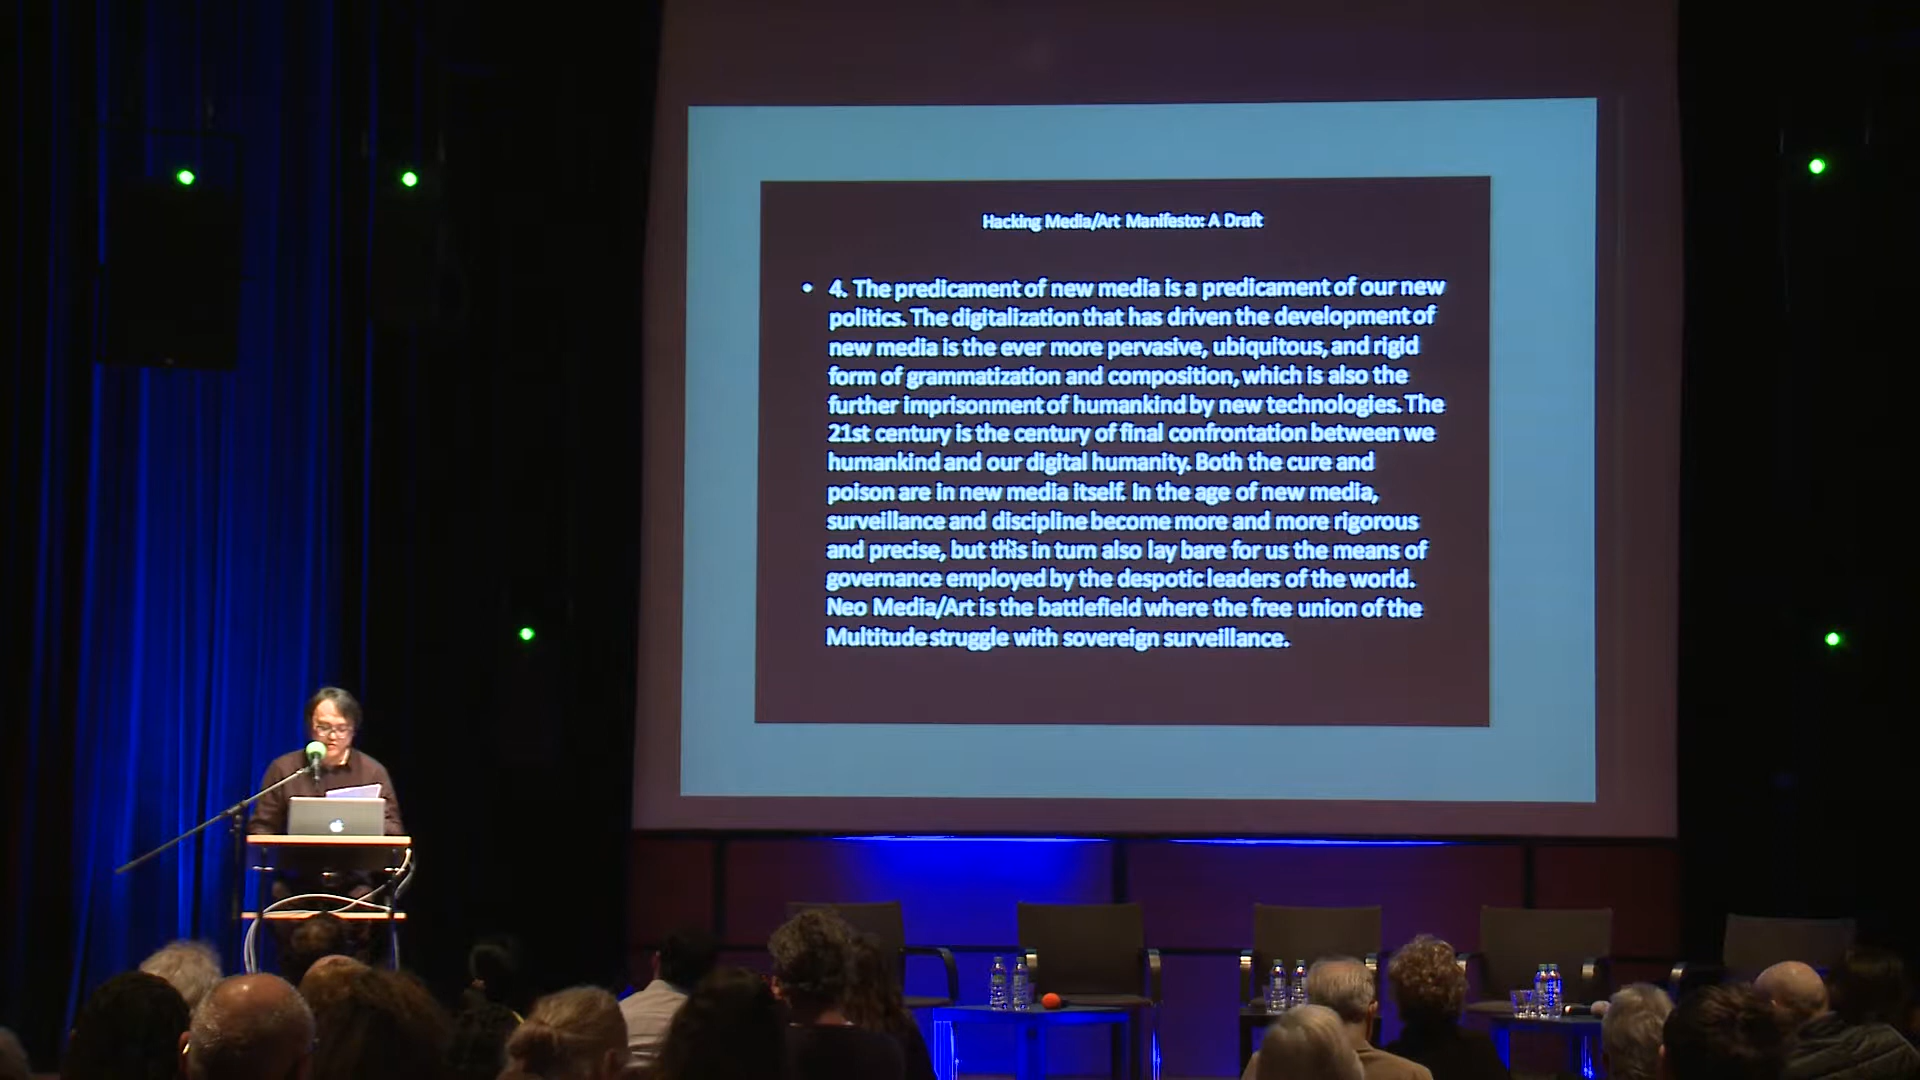 Hacking Media/Art Manifesto: A Draft
• 4. The predicament of new media is a predicament of our new
politics. The digitalization that has driven the development of
new media is the ever more pervasive, ubiquitous, and rigid
form of grammatization and composition, which is also the
further imprisonment of humankind by new technologies. The
21st century is the century of final confrontation between we
humankind and our digital humanity. Both the cure and
poison are in new media itself. In the age of new media,
surveillance and discipline become more and more rigorous
and precise, but this in turn also lay bare for us the means of
governance employed by the despotic leaders of the world.
Neo Media/Art is the battlefield where the free union of the
Multitude struggle with sovereign surveillance.